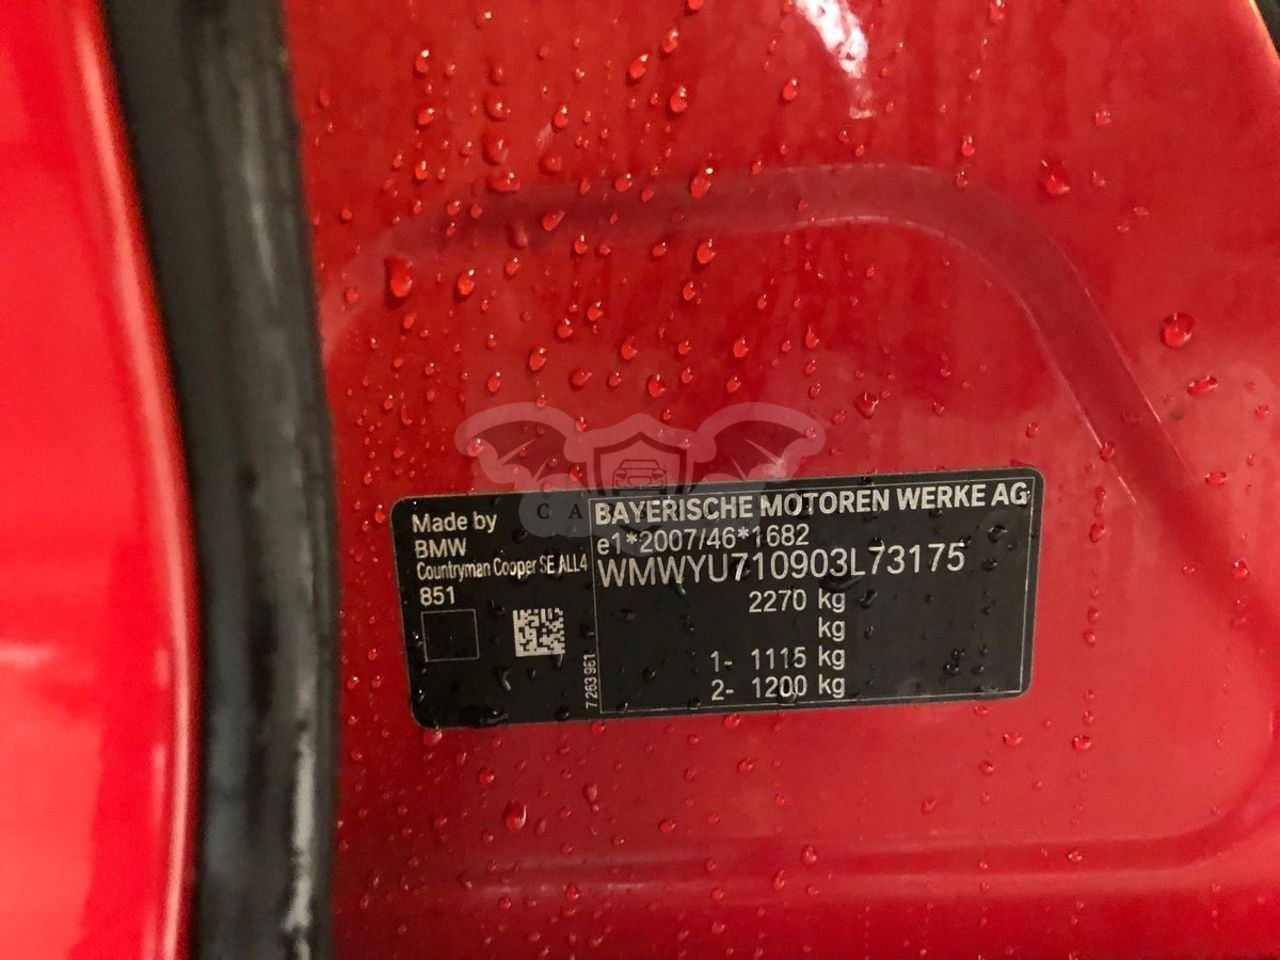 Made by
BMW
Countryman Cooper SE ALL4
851
7 263 961
BAYERISCHE MOTOREN WERKE AG
e1*2007/46*1682
WMWYU710903L73175
2270 kg
kg
1- 1115 kg
2- 1200 kg